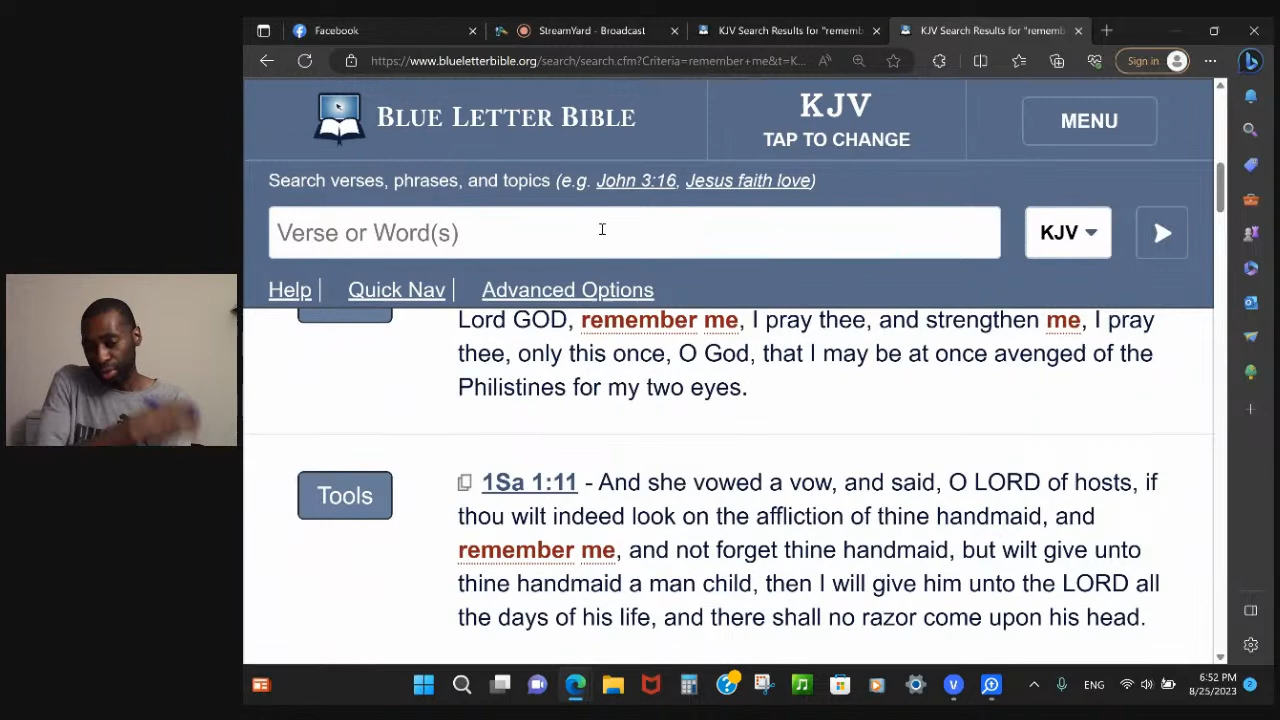 Facebook
StreamYard - Broadcast
KJV Search Results for "rememb
KJV Search Results for "rememb
https://www.blueletterbible.org/search/search.cfm?Criteria=remember+me&t=K...
Sign in
BLUE LETTER BIBLE
KJV
TAP TO CHANGE
MENU
Search verses, phrases, and topics (e.g. John 3:16, Jesus faith love)
Verse or Word(s)
KJV
Help
Quick Nav
Advanced Options
Lord GOD, remember me, I pray thee, and strengthen me, I pray
thee, only this once, O God, that I may be at once avenged of the
Philistines for my two eyes.
Tools
1Sa 1:11 - And she vowed a vow, and said, O LORD of hosts, if
thou wilt indeed look on the affliction of thine handmaid, and
remember me, and not forget thine handmaid, but wilt give unto
thine handmaid a man child, then I will give him unto the LORD all
the days of his life, and there shall no razor come upon his head.
ENG
6:52 PM
8/25/2023
2